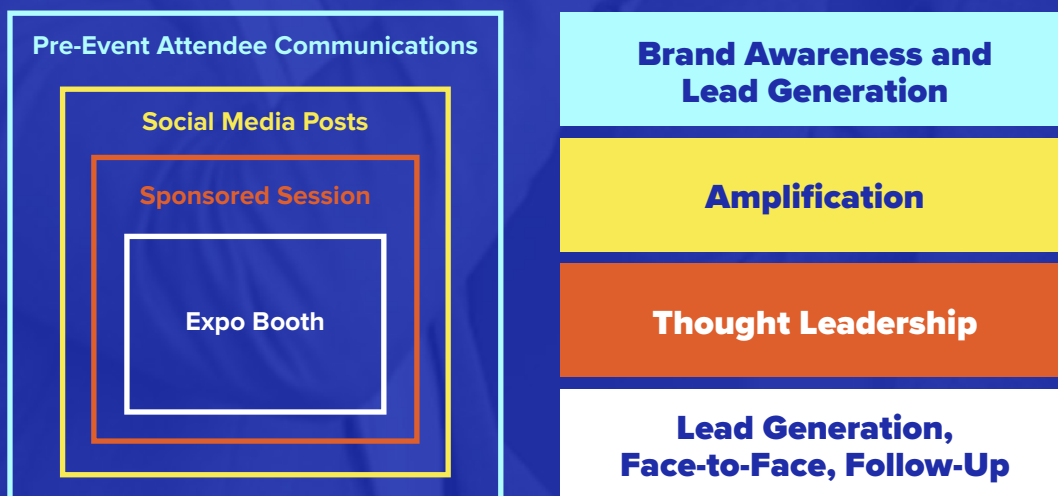 Pre-Event Attendee Communications
Social Media Posts
Sponsored Session
Expo Booth
Brand Awareness and
Lead Generation
Amplification
Thought Leadership
Lead Generation,
Face-to-Face, Follow-Up